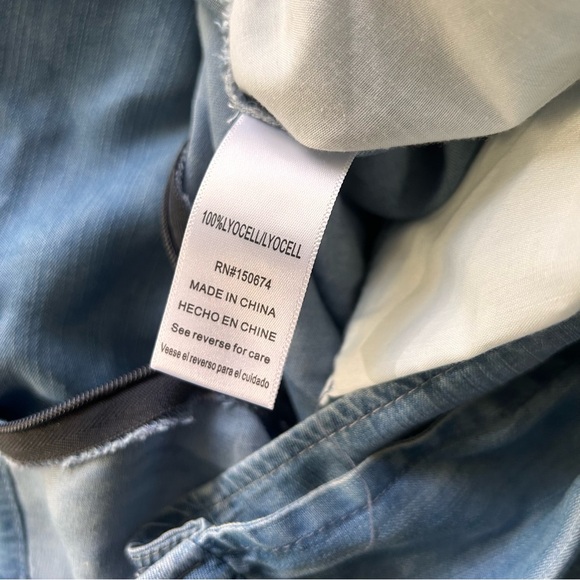 100%LYOCELL/LYOCELL
RN#150674
MADE IN CHINA
HECHO EN CHINE
See reverse for care
Vease el reverso para el cuidado